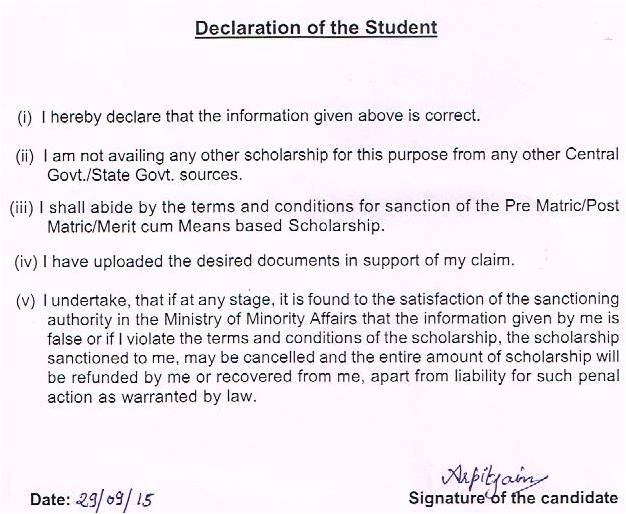 Declaration of the Student
(i) I hereby declare that the information given above is correct.
(ii) I am not availing any other scholarship for this purpose from any other Central
Govt./State Govt. sources.
(iii) I shall abide by the terms and conditions for sanction of the Pre Matric/Post
Matric/Merit cum Means based Scholarship.
(iv) I have uploaded the desired documents in support of my claim.
(v) I undertake, that if at any stage, it is found to the satisfaction of the sanctioning
authority in the Ministry of Minority Affairs that the information given by me is
false or if I violate the terms and conditions of the scholarship, the scholarship
sanctioned to me, may be cancelled and the entire amount of scholarship will
be refunded by me or recovered from me, apart from liability for such penal
action as warranted by law.
Arpitjain
Date: 29/09/15 Signature of the candidate